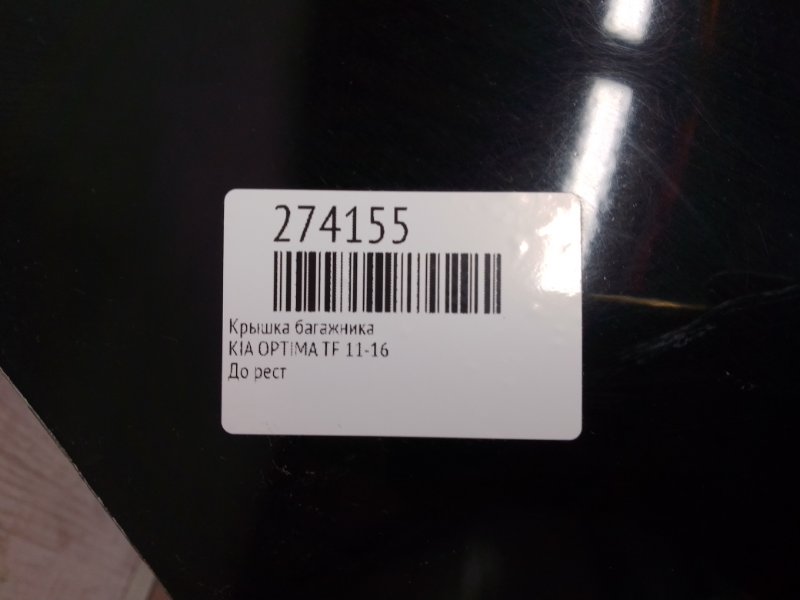 274155
Крышка багажника
KIA OPTIMA TF 11-16
До рест